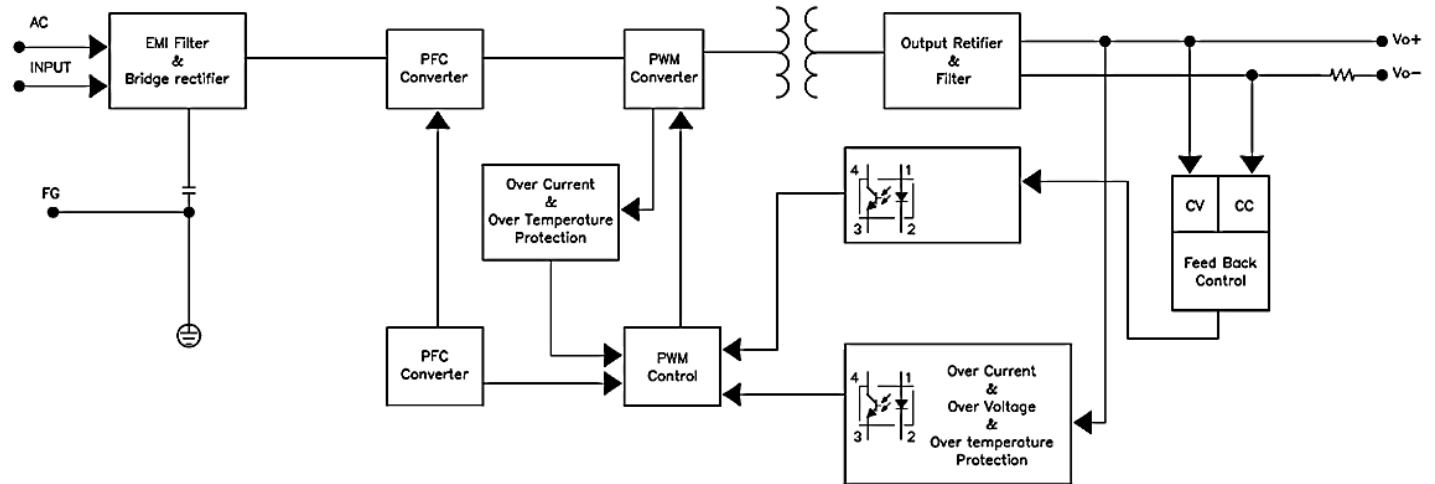 AC
INPUT
FG
EMI Filter
&
Bridge rectifier
PFC
Converter
PWM
Converter
Output Retifier
&
Filter
Vo+
Vo-
Over Current
&
Over Temperature
Protection
4
1
3
2
CV
CC
Feed Back
Control
PFC
Converter
PWM
Control
4
1
3
2
Over Current
&
Over Voltage
&
Over temperature
Protection